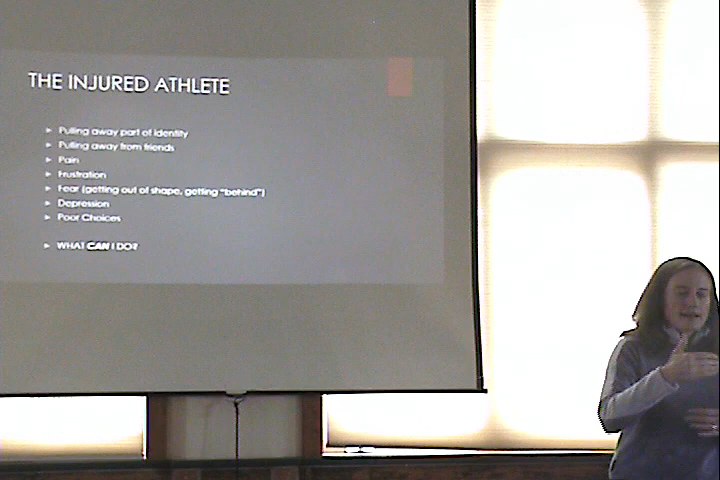 THE INJURED ATHLETE
Pulling away part of identity
Pulling away from friends
Pain
Frustration
Fear (getting out of shape, getting "behind")
Depression
Poor Choices
WHAT CAN I DO?